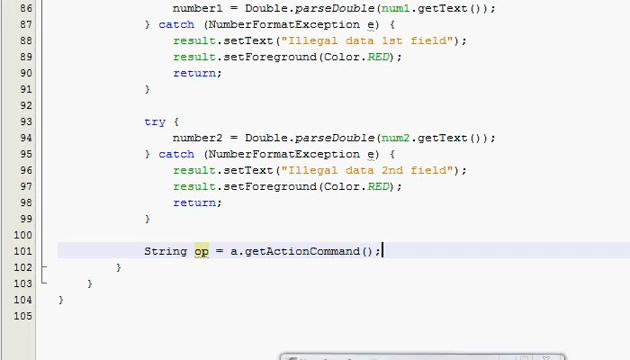 86 number1 = Double.parseDouble(num1.getText());
87 } catch (NumberFormatException e) {
88 result.setText("Illegal data 1st field");
89 result.setForeground(Color.RED);
90 return;
91 }
92
93 try {
94 number2 = Double.parseDouble(num2.getText());
95 } catch (NumberFormatException e) {
96 result.setText("Illegal data 2nd field");
97 result.setForeground(Color.RED);
98 return;
99 }
100
101 String op = a.getActionCommand();
102 }
103 }
104 }
105